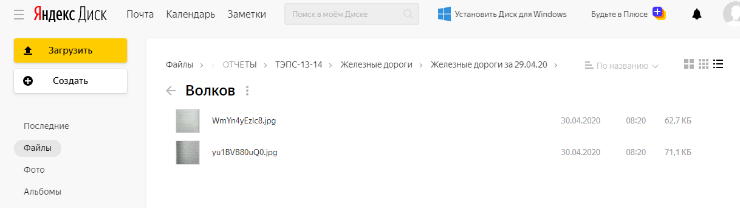 Яндекс Диск Почта Календарь Заметки Поиск в моём Диске Установить Диск для Windows Будьте в Плюсе
Загрузить
Создать
Последние
Файлы
Фото
Альбомы
Файлы › ОТЧЕТЫ › ТЭПС-13-14 › Железные дороги › Железные дороги за 29.04.20 › По названию
Волков
WmYn4yEzlc8.jpg 30.04.2020 08:20 62,7 КБ
yu1BVB80uQ0.jpg 30.04.2020 08:20 71,1 КБ